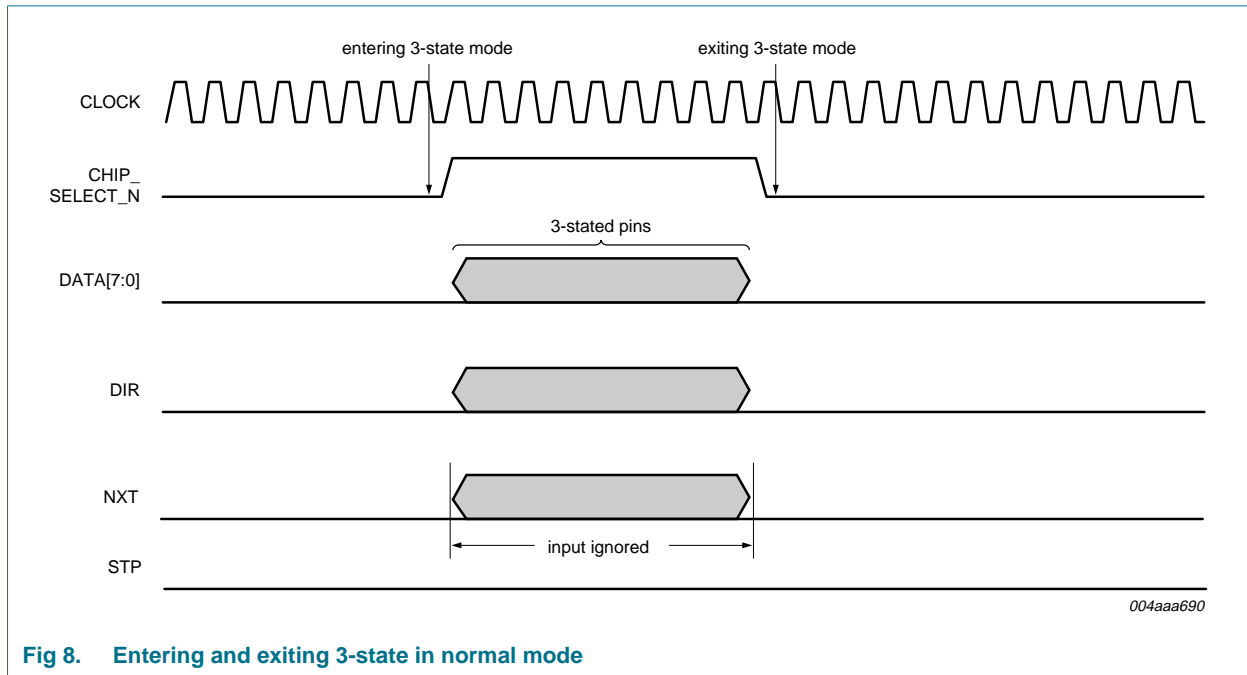 entering 3-state mode
exiting 3-state mode
CLOCK
CHIP_
SELECT_N
3-stated pins
DATA[7:0]
DIR
NXT
input ignored
STP
004aaa690
Fig 8. Entering and exiting 3-state in normal mode